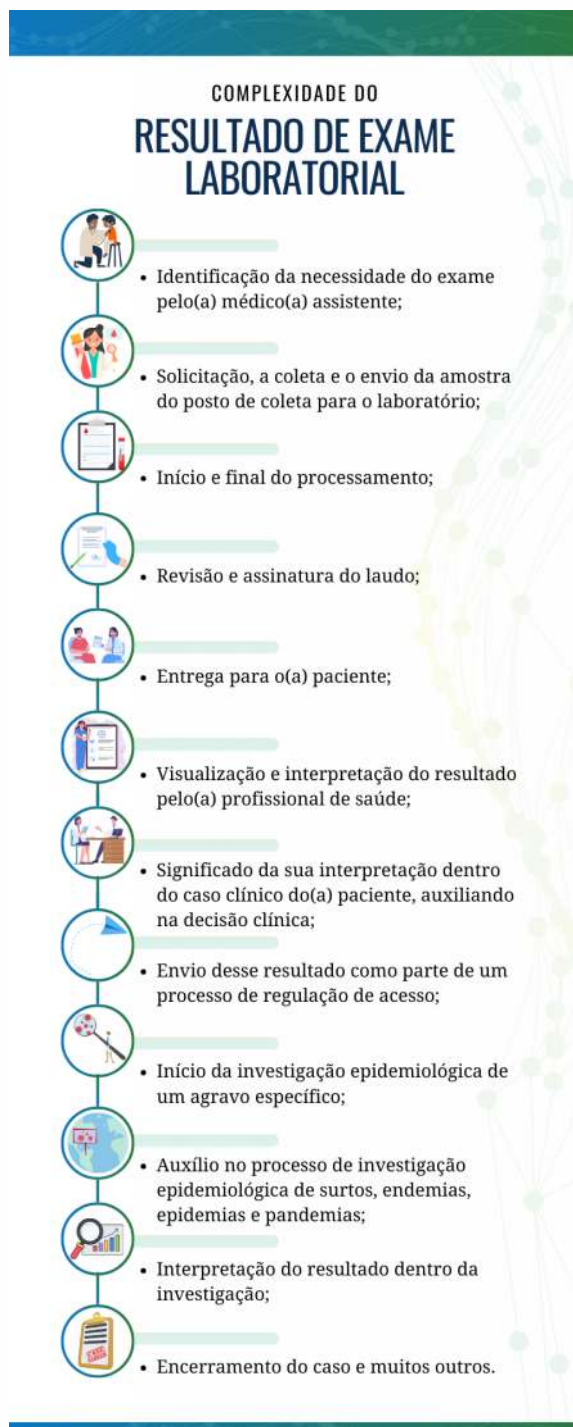 COMPLEXIDADE DO
RESULTADO DE EXAME
LABORATORIAL
• Identificação da necessidade do exame
pelo(a) médico(a) assistente;
• Solicitação, a coleta e o envio da amostra
do posto de coleta para o laboratório;
• Início e final do processamento;
• Revisão e assinatura do laudo;
• Entrega para o(a) paciente;
• Visualização e interpretação do resultado
pelo(a) profissional de saúde;
• Significado da sua interpretação dentro
do caso clínico do(a) paciente, auxiliando
na decisão clínica;
• Envio desse resultado como parte de um
processo de regulação de acesso;
• Início da investigação epidemiológica de
um agravo específico;
• Auxílio no processo de investigação
epidemiológica de surtos, endemias,
epidemias e pandemias;
• Interpretação do resultado dentro da
investigação;
• Encerramento do caso e muitos outros.